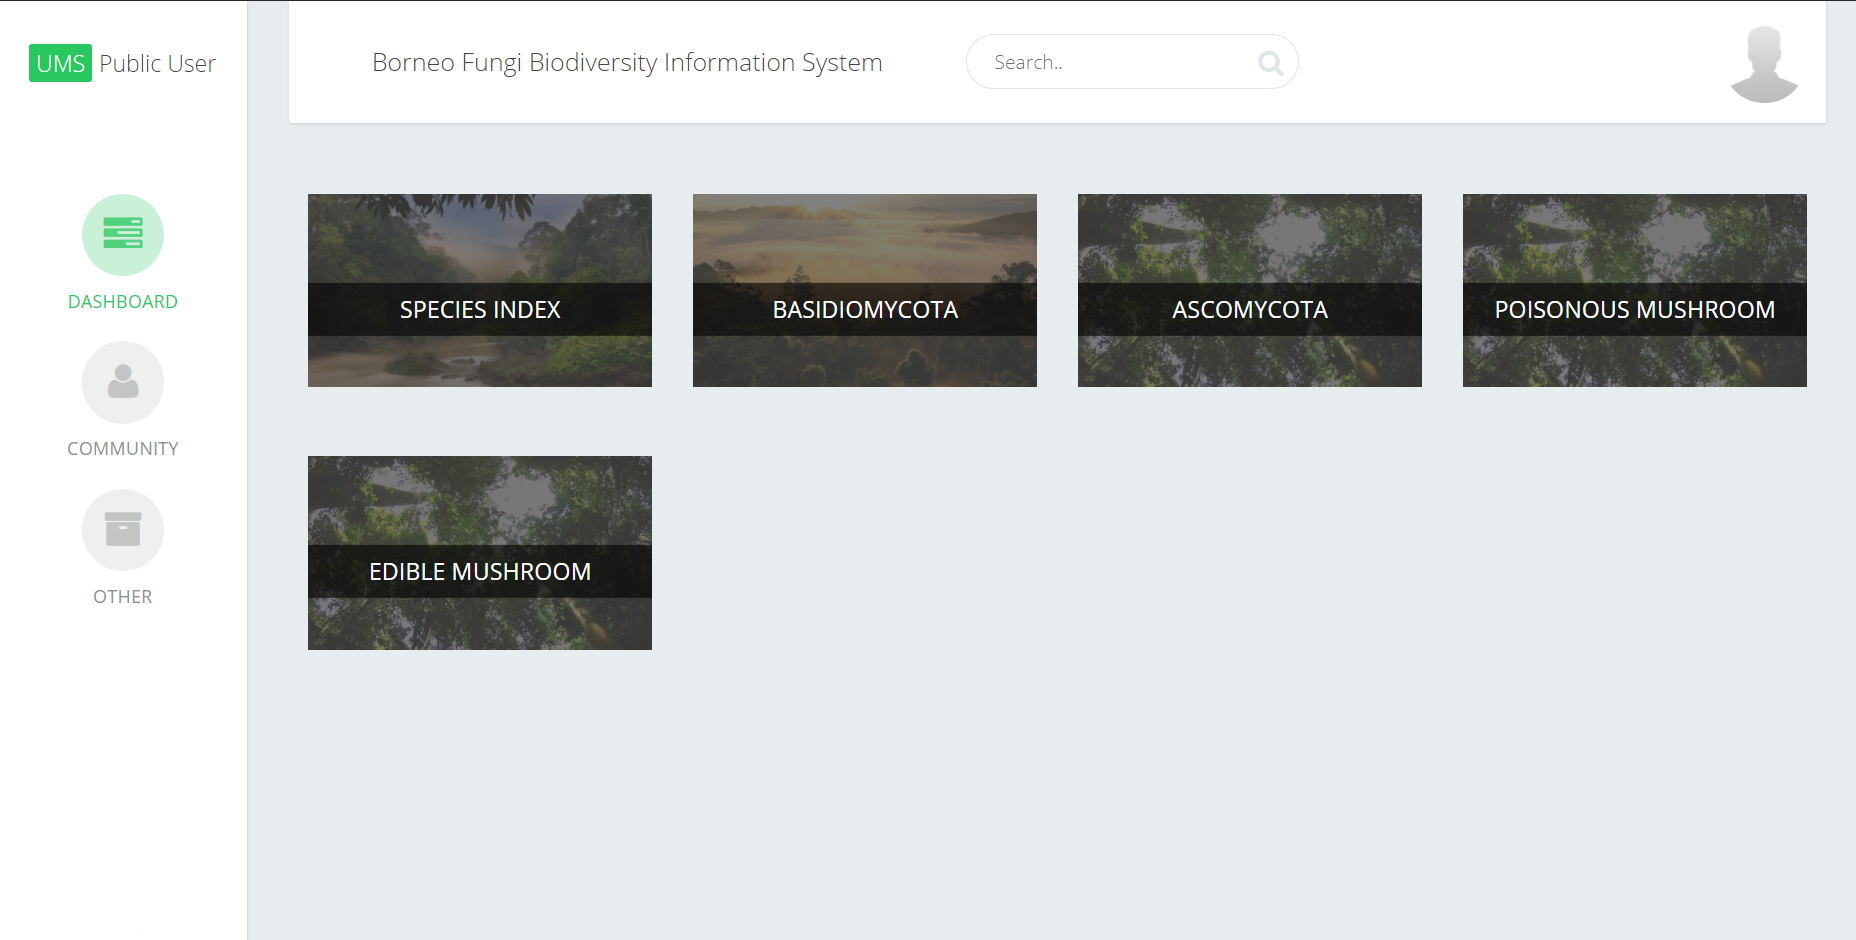 UMS Public User
Borneo Fungi Biodiversity Information System
Search..
DASHBOARD
COMMUNITY
OTHER
SPECIES INDEX
BASIDIOMYCOTA
ASCOMYCOTA
POISONOUS MUSHROOM
EDIBLE MUSHROOM